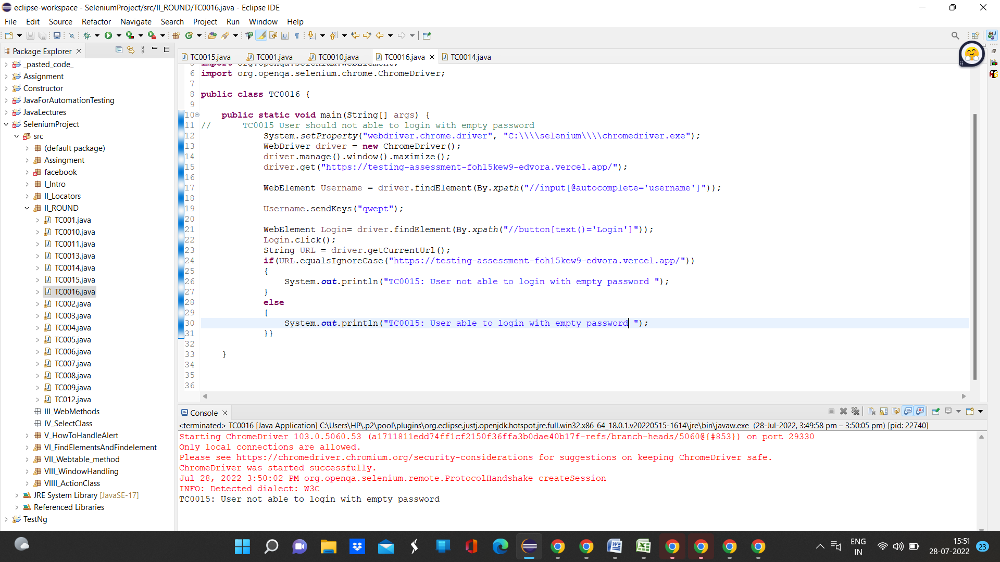 eclipse-workspace - SeleniumProject/src/II_ROUND/TC0016.java - Eclipse IDE
File Edit Source Refactor Navigate Search Project Run Window Help
Package Explorer
_pasted_code_
Assignment
Constructor
JavaForAutomationTesting
JavaLectures
SeleniumProject
src
(default package)
Assingment
facebook
I_Intro
II_Locators
II_ROUND
TC001.java
TC0010.java
TC0011.java
TC0013.java
TC0014.java
TC0015.java
TC0016.java
TC002.java
TC003.java
TC004.java
TC005.java
TC006.java
TC007.java
TC008.java
TC009.java
TC012.java
III_WebMethods
IV_SelectClass
V_HowToHandleAlert
VI_FindElementsAndFindelement
VII_Webtable_method
VIII_WindowHandling
VIIII_ActionClass
JRE System Library [JavaSE-17]
Referenced Libraries
TestNg
TC0015.java TC001.java TC0010.java TC0016.java TC0014.java
5 import org.openqa.selenium.WebElement;
6 import org.openqa.selenium.chrome.ChromeDriver;
7
8 public class TC0016 {
9
10 public static void main(String[] args) {
11 // TC0015 User should not able to login with empty password
12 System.setProperty("webdriver.chrome.driver", "C:\\\\selenium\\\\chromedriver.exe");
13 WebDriver driver = new ChromeDriver();
14 driver.manage().window().maximize();
15 driver.get("https://testing-assessment-foh15kew9-edvora.vercel.app/");
16
17 WebElement Username = driver.findElement(By.xpath("//input[@autocomplete='username']"));
18
19 Username.sendKeys("qwept");
20
21 WebElement Login= driver.findElement(By.xpath("//button[text()='Login']"));
22 Login.click();
23 String URL = driver.getCurrentUrl();
24 if(URL.equalsIgnoreCase("https://testing-assessment-foh15kew9-edvora.vercel.app/"))
25 {
26 System.out.println("TC0015: User not able to login with empty password ");
27 }
28 else
29 {
30 System.out.println("TC0015: User able to login with empty password ");
31 }}
32
33 }
34
35
36
Console
<terminated> TC0016 [Java Application] C:\Users\HP\.p2\pool\plugins\org.eclipse.justj.openjdk.hotspot.jre.full.win32.x86_64_18.0.1.v20220515-1614\jre\bin\javaw.exe (28-Jul-2022, 3:49:58 pm – 3:50:05 pm) [pid: 22740]
Starting ChromeDriver 103.0.5060.53 (a1711811edd74ff1cf2150f36ffa3b0dae40b17f-refs/branch-heads/5060@{#853}) on port 29330
Only local connections are allowed.
Please see https://chromedriver.chromium.org/security-considerations for suggestions on keeping ChromeDriver safe.
ChromeDriver was started successfully.
Jul 28, 2022 3:50:02 PM org.openqa.selenium.remote.ProtocolHandshake createSession
INFO: Detected dialect: W3C
TC0015: User not able to login with empty password
ENG
IN
15:51
28-07-2022
23